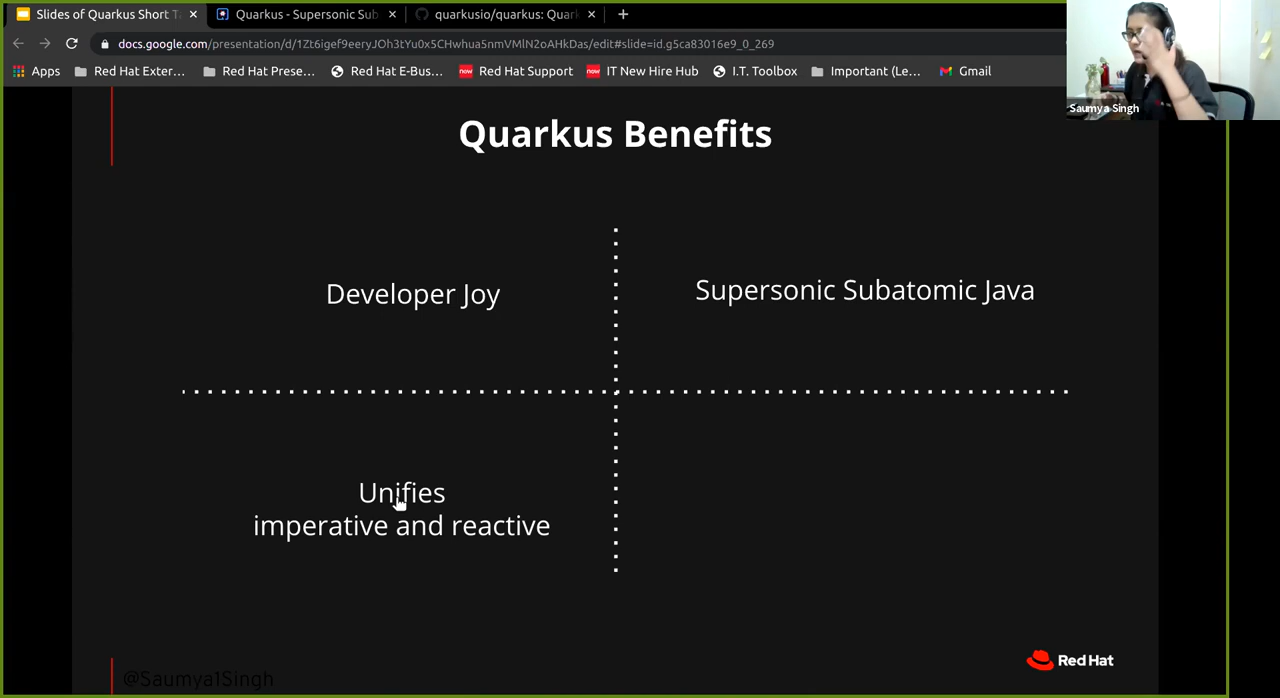 Slides of Quarkus Short T
Quarkus - Supersonic Sub
quarkusio/quarkus: Quar
docs.google.com/presentation/d/1Zt6igef9eeryJOh3tYu0x5CHwhua5nmVMlN2oAHkDas/edit#slide=id.g5ca83016e9_0_269
Apps Red Hat Exter... Red Hat Prese... Red Hat E-Bus... now Red Hat Support now IT New Hire Hub I.T. Toolbox Important (Le... Gmail
Saumya Singh
Quarkus Benefits
Developer Joy
Supersonic Subatomic Java
Unifies
imperative and reactive
Red Hat
@Saumya1Singh